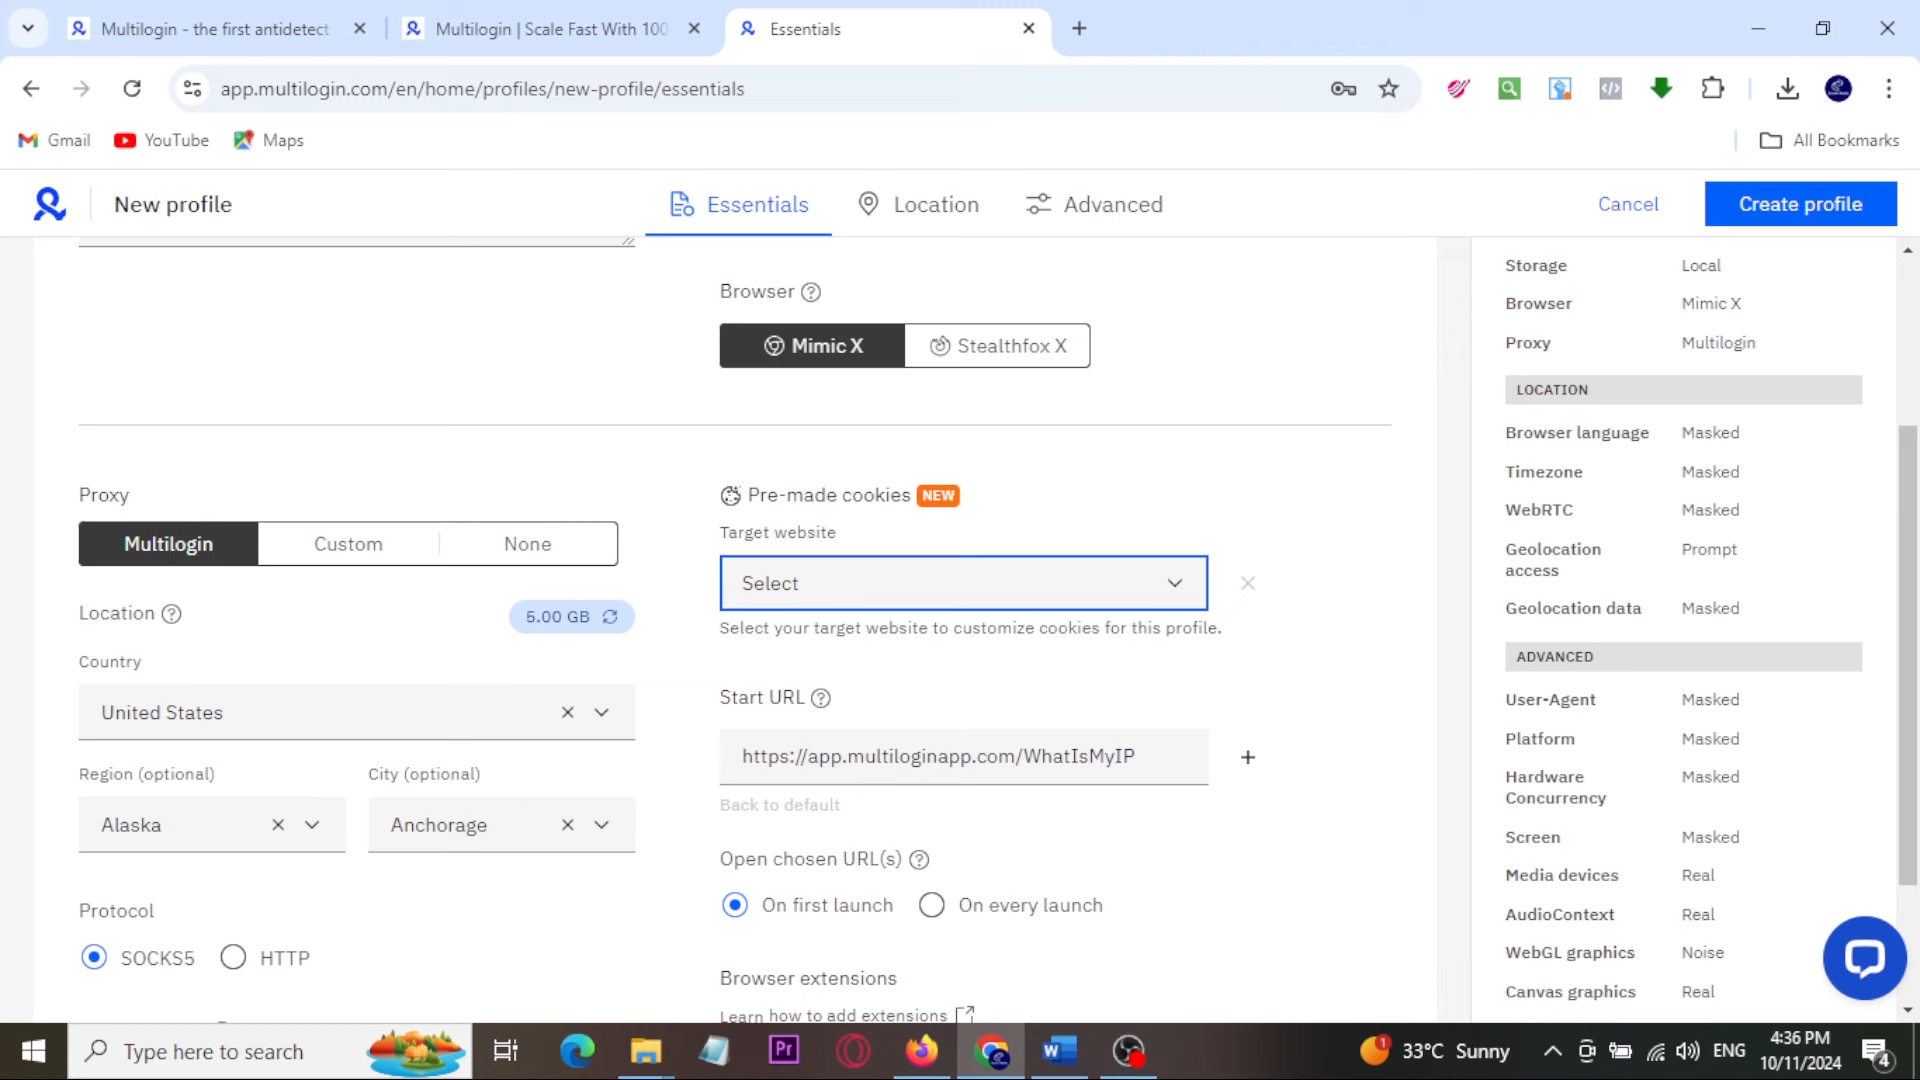 Multilogin - the first antidetect
Multilogin | Scale Fast With 100
Essentials
app.multilogin.com/en/home/profiles/new-profile/essentials
Gmail
YouTube
Maps
All Bookmarks
New profile
Essentials
Location
Advanced
Cancel
Create profile
Browser
Mimic X
Stealthfox X
Proxy
Multilogin
Custom
None
Location
5.00 GB
Country
United States
Region (optional)
City (optional)
Alaska
Anchorage
Protocol
SOCKS5
HTTP
Pre-made cookies NEW
Target website
Select
Select your target website to customize cookies for this profile.
Start URL
https://app.multiloginapp.com/WhatIsMyIP
Back to default
Open chosen URL(s)
On first launch
On every launch
Browser extensions
Learn how to add extensions
Storage Local
Browser Mimic X
Proxy Multilogin
LOCATION
Browser language Masked
Timezone Masked
WebRTC Masked
Geolocation access Prompt
Geolocation data Masked
ADVANCED
User-Agent Masked
Platform Masked
Hardware Concurrency Masked
Screen Masked
Media devices Real
AudioContext Real
WebGL graphics Noise
Canvas graphics Real
Type here to search
Pr
W
1
33°C Sunny
ENG
4:36 PM
10/11/2024
4